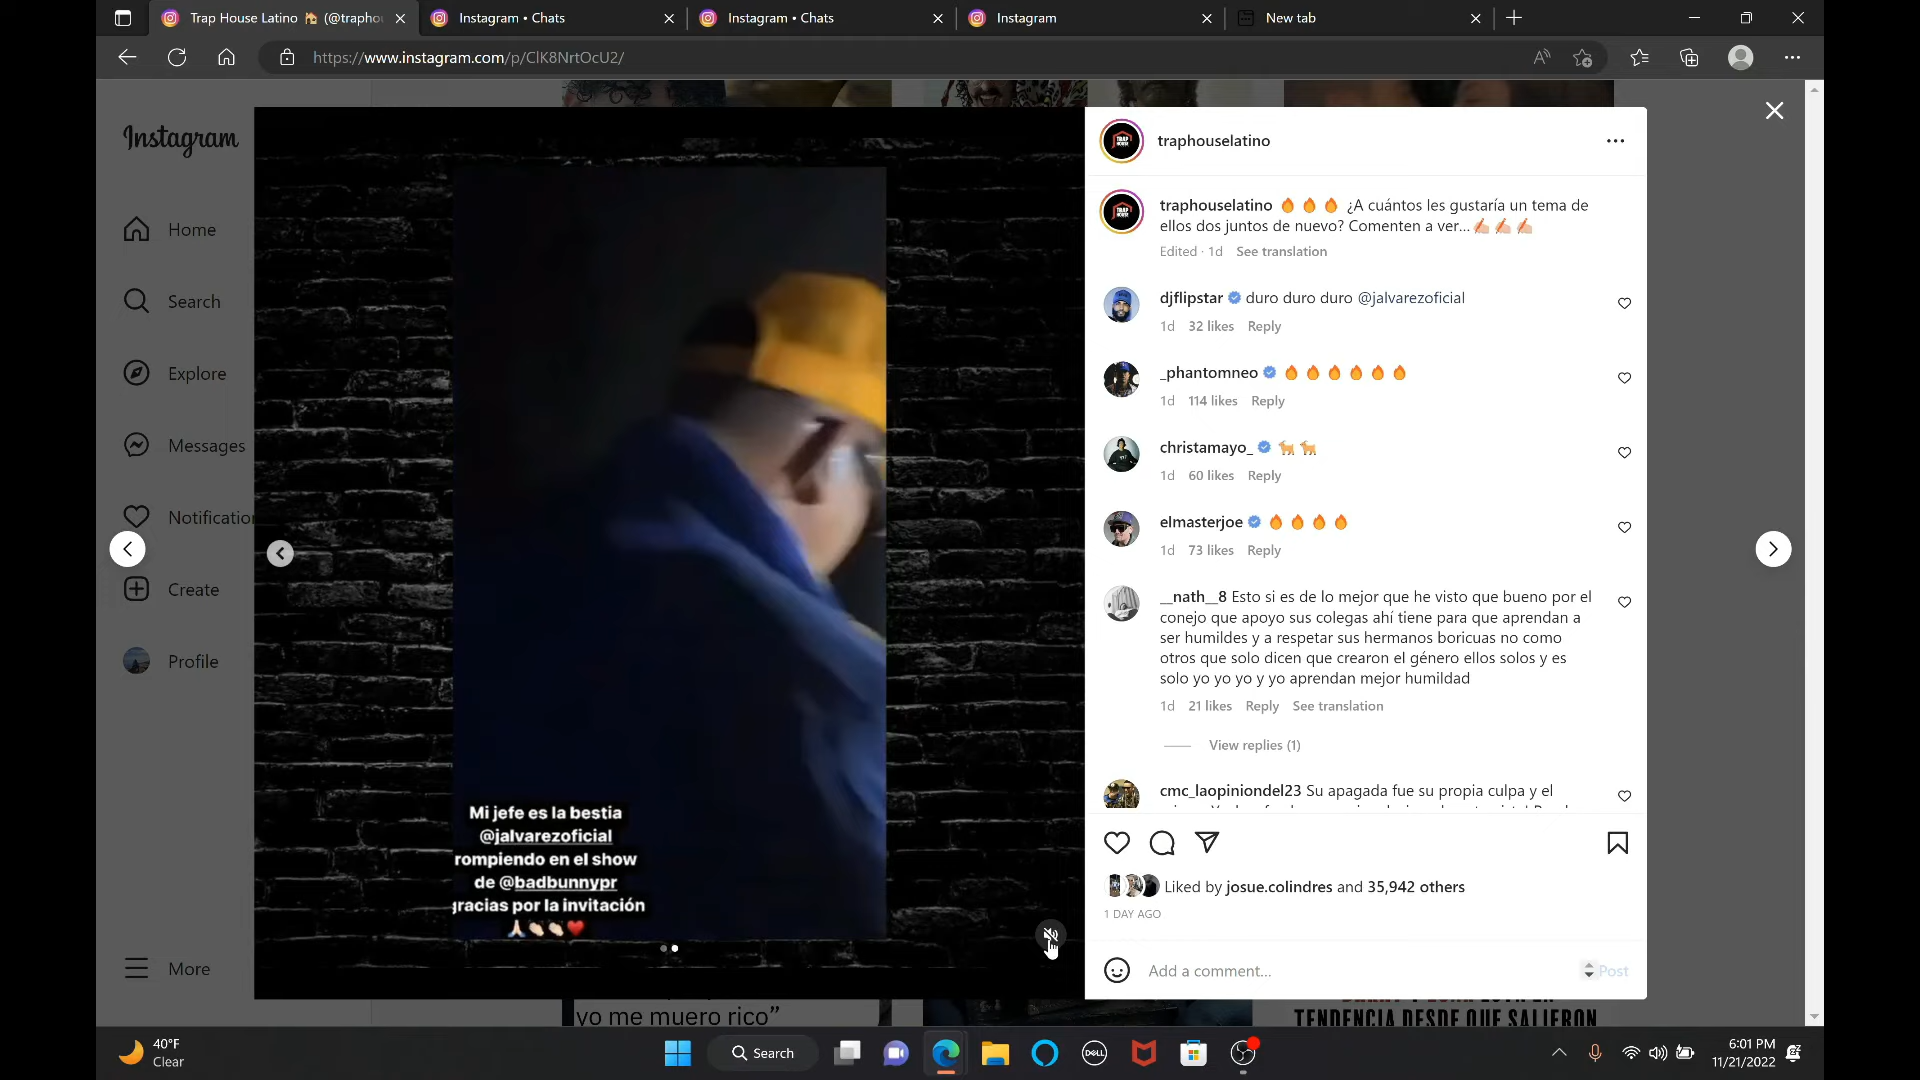 Trap House Latino 🏠 (@trapho
Instagram • Chats
Instagram • Chats
Instagram
New tab
https://www.instagram.com/p/ClK8NrtOcU2/
Instagram
Home
Search
Explore
Messages
Notification
Create
Profile
More
Mi jefe es la bestia
@jalvarezoficial
rompiendo en el show
de @badbunnypr
gracias por la invitación
🙏🏻👏🏻👏🏻❤️
yo me muero rico”
TENDENCIA DESDE QUE SALIERON
TRAP
HOUSE
traphouselatino
TRAP
HOUSE
traphouselatino 🔥🔥🔥 ¿A cuántos les gustaría un tema de
ellos dos juntos de nuevo? Comenten a ver...✍🏻✍🏻✍🏻
Edited · 1d See translation
djflipstar duro duro duro @jalvarezoficial
1d 32 likes Reply
_phantomneo 🔥🔥🔥🔥🔥🔥
1d 114 likes Reply
christamayo_ 🐐🐐
1d 60 likes Reply
elmasterjoe 🔥🔥🔥🔥
1d 73 likes Reply
__nath__8 Esto si es de lo mejor que he visto que bueno por el
conejo que apoyo sus colegas ahí tiene para que aprendan a
ser humildes y a respetar sus hermanos boricuas no como
otros que solo dicen que crearon el género ellos solos y es
solo yo yo yo y yo aprendan mejor humildad
1d 21 likes Reply See translation
View replies (1)
cmc_laopiniondel23 Su apagada fue su propia culpa y el
Liked by josue.colindres and 35,942 others
1 DAY AGO
Add a comment...
Post
40°F
Clear
Search
DELL
6:01 PM
11/21/2022